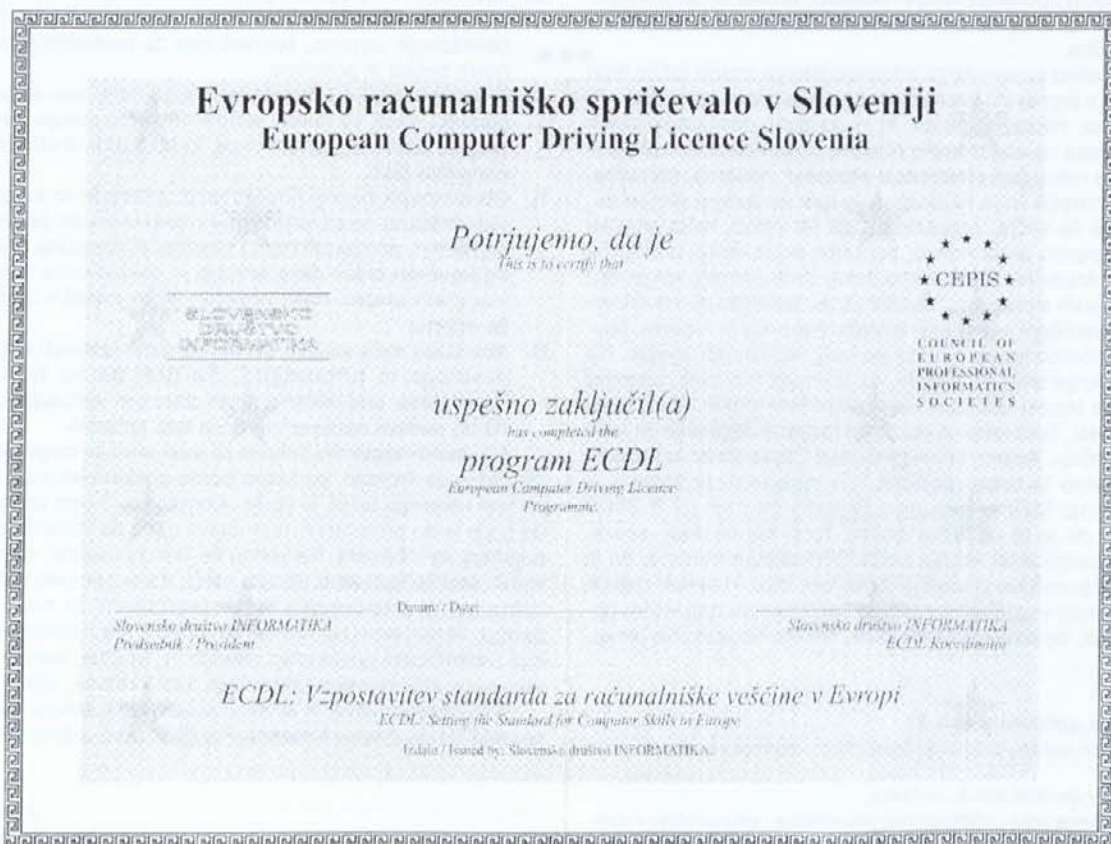 Evropsko računalniško spričevalo v Sloveniji
European Computer Driving Licence Slovenia
Potrjujemo, da je
This is to certify that
SLOVENSKO
DRUŠTVO
INFORMATIKA
CEPIS
COUNCIL OF
EUROPEAN
PROFESSIONAL
INFORMATICS
SOCIETIES
uspešno zaključil(a)
has completed the
program ECDL
European Computer Driving Licence
Programme.
Datum / Date
Slovensko društvo INFORMATIKA
Predsednik / President
Slovensko društvo INFORMATIKA
ECDL Koordinator
ECDL: Vzpostavitev standarda za računalniške veščine v Evropi
ECDL: Setting the Standard for Computer Skills in Europe
Izdala / Issued by: Slovensko društvo INFORMATIKA